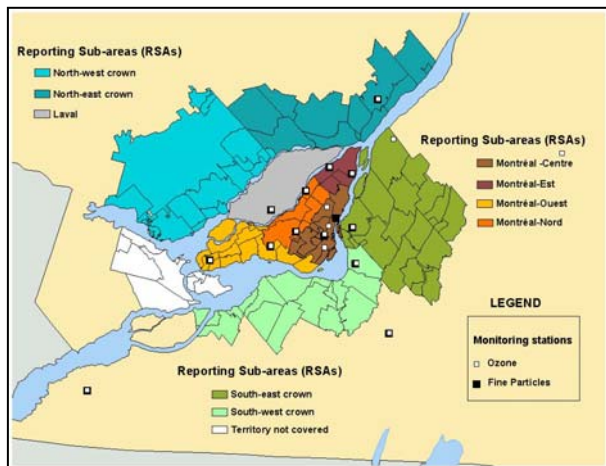 Reporting Sub-areas (RSAs)
North-west crown
North-east crown
Laval
Reporting Sub-areas (RSAs)
Montréal -Centre
Montréal-Est
Montréal-Ouest
Montréal-Nord
LEGEND
Monitoring stations
Ozone
Fine Particles
Reporting Sub-areas (RSAs)
South-east crown
South-west crown
Territory not covered